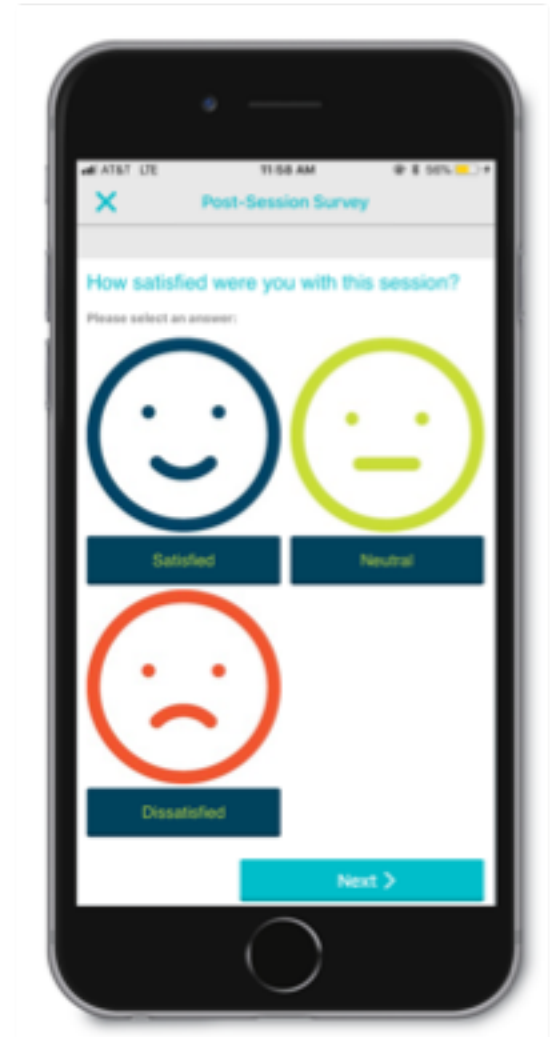 AT&T LTE 11:58 AM 56%
Post-Session Survey
How satisfied were you with this session?
Please select an answer:
Satisfied Neutral
Dissatisfied
Next